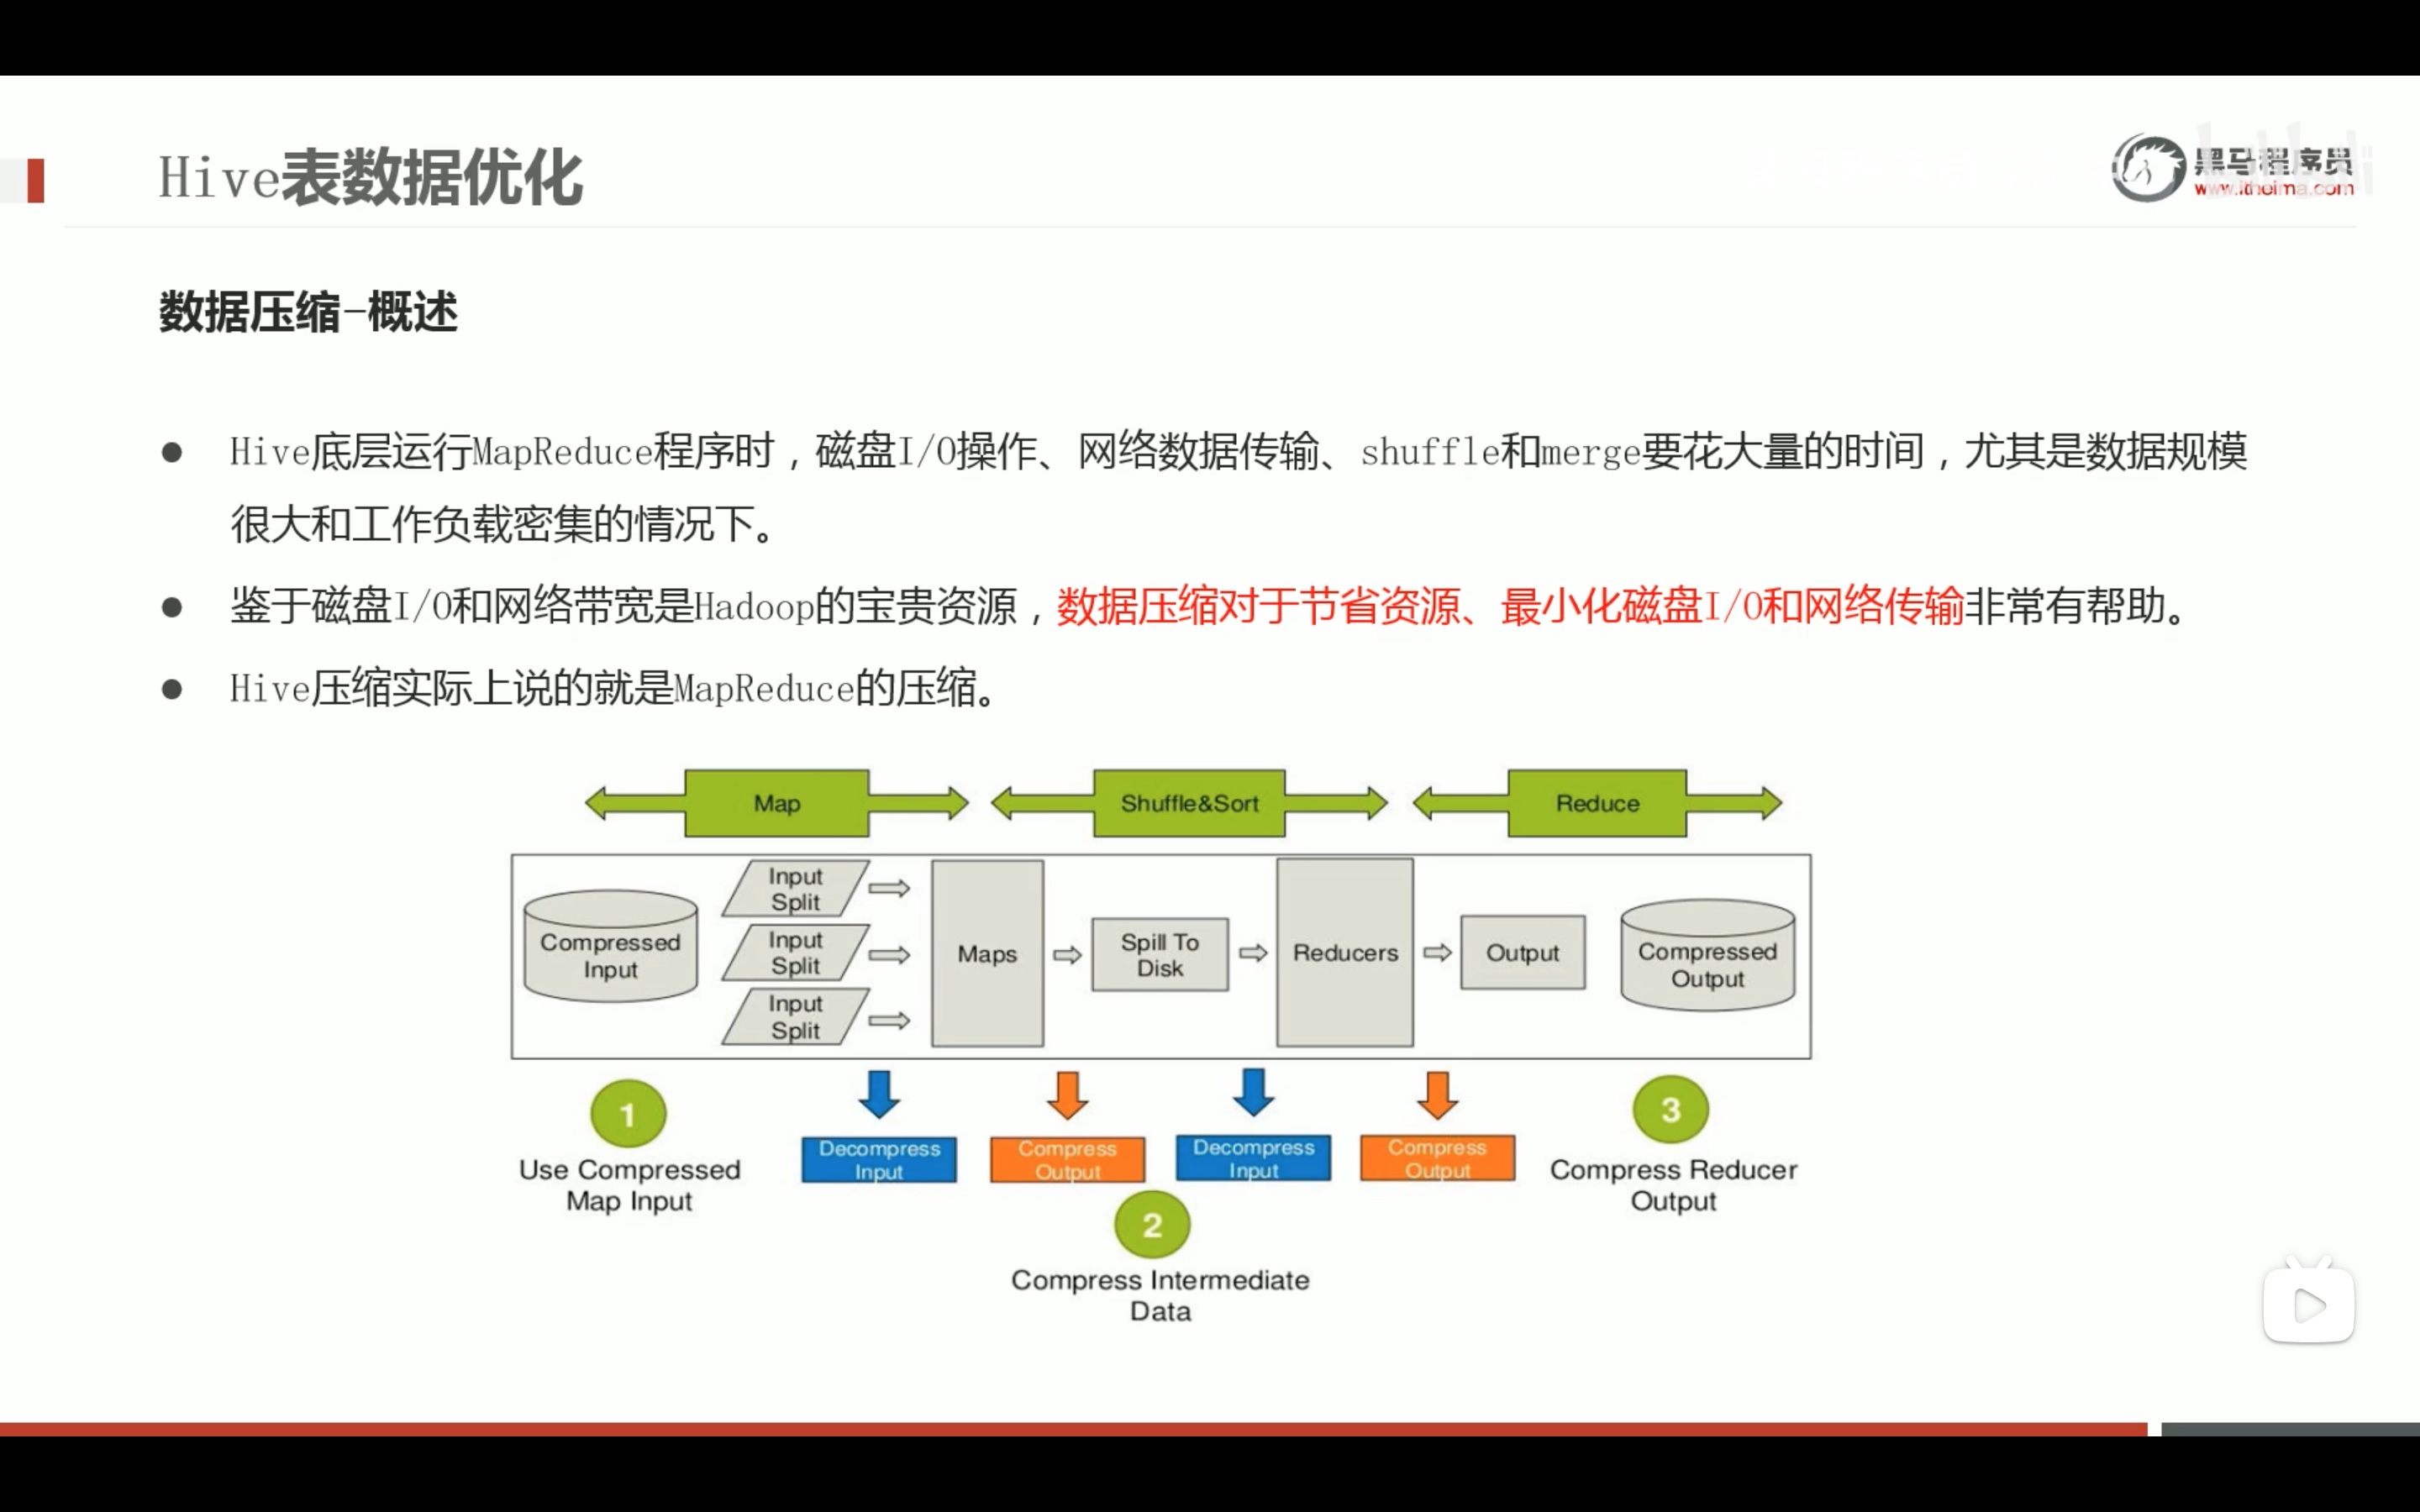 Hive表数据优化
黑马程序员
www.itheima.com
数据压缩-概述
Hive底层运行MapReduce程序时，磁盘I/O操作、网络数据传输、shuffle和merge要花大量的时间，尤其是数据规模
很大和工作负载密集的情况下。
鉴于磁盘I/O和网络带宽是Hadoop的宝贵资源，数据压缩对于节省资源、最小化磁盘I/O和网络传输非常有帮助。
Hive压缩实际上说的就是MapReduce的压缩。
Map
Shuffle&Sort
Reduce
Compressed
Input
Input
Split
Input
Split
Input
Split
Maps
Spill To
Disk
Reducers
Output
Compressed
Output
1
Use Compressed
Map Input
Decompress
Input
Compress
Output
2
Compress Intermediate
Data
Decompress
Input
Compress
Output
3
Compress Reducer
Output